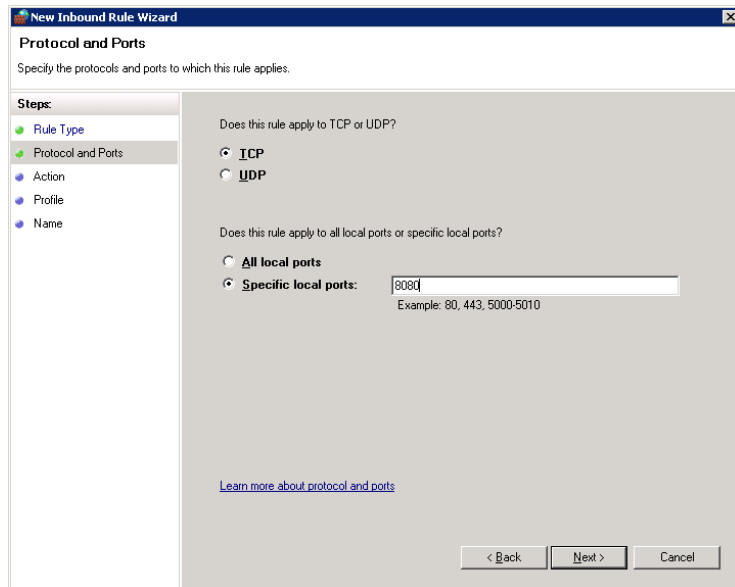 New Inbound Rule Wizard
Protocol and Ports
Specify the protocols and ports to which this rule applies.
Steps:
Rule Type
Protocol and Ports
Action
Profile
Name
Does this rule apply to TCP or UDP?
TCP
UDP
Does this rule apply to all local ports or specific local ports?
All local ports
Specific local ports: 8080
Example: 80, 443, 5000-5010
Learn more about protocol and ports
< Back Next > Cancel